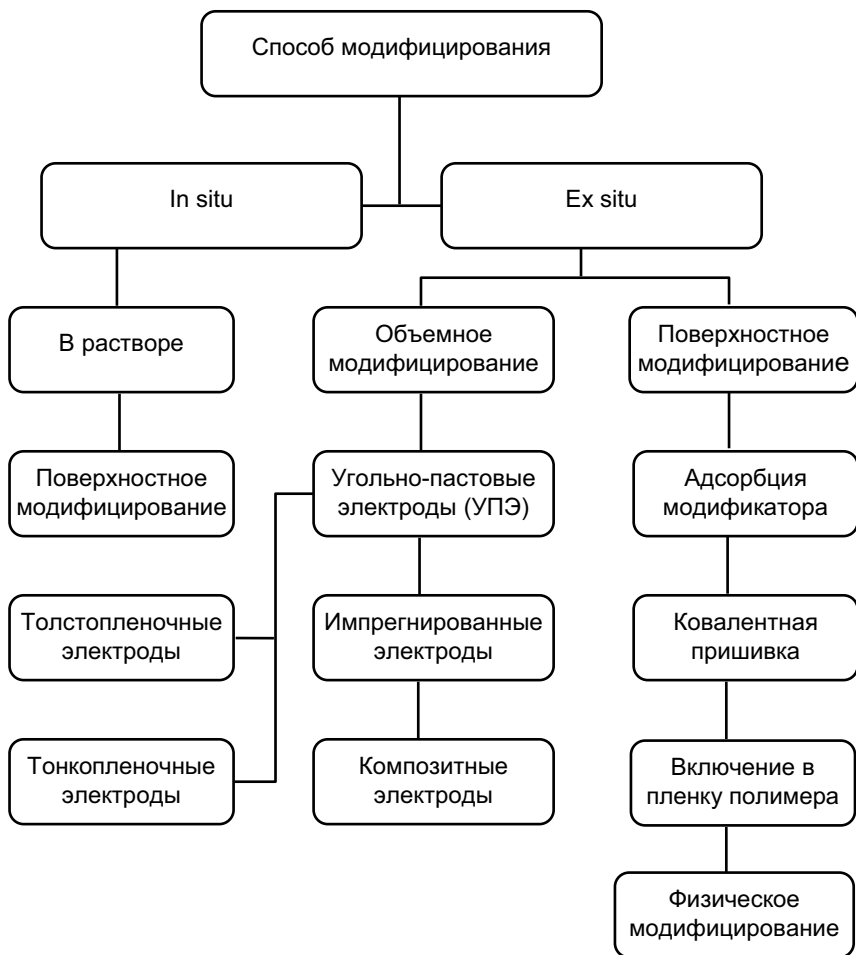 Способ модифицирования
In situ
Ex situ
В растворе
Объемное
модифицирование
Поверхностное
модифицирование
Поверхностное
модифицирование
Угольно-пастовые
электроды (УПЭ)
Адсорбция
модификатора
Толстопленочные
электроды
Импрегнированные
электроды
Ковалентная
пришивка
Тонкопленочные
электроды
Композитные
электроды
Включение в
пленку полимера
Физическое
модифицирование